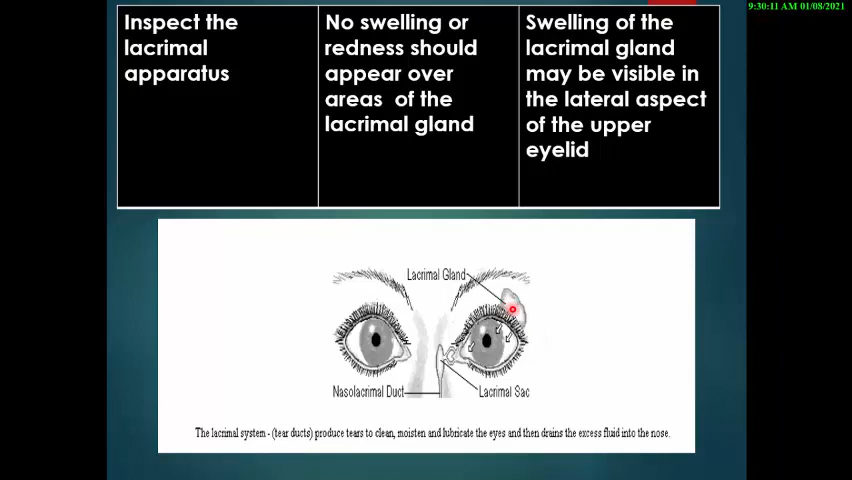 9:30:11 AM 01/08/2021
Inspect the
lacrimal
apparatus
No swelling or
redness should
appear over
areas of the
lacrimal gland
Swelling of the
lacrimal gland
may be visible in
the lateral aspect
of the upper
eyelid
Lacrimal Gland
Nasolacrimal Duct
Lacrimal Sac
The lacrimal system - (tear ducts) produce tears to clean, moisten and lubricate the eyes and then drains the excess fluid into the nose.